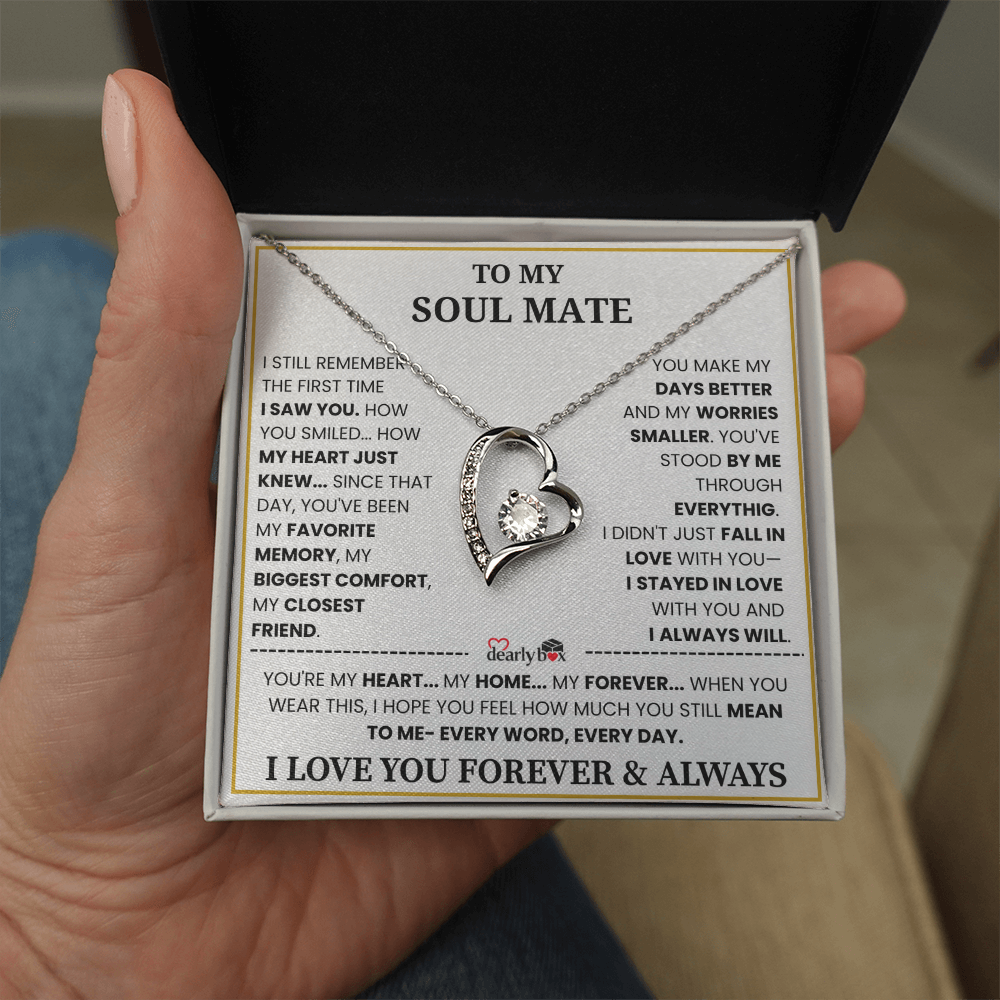 TO MY
SOUL MATE
I STILL REMEMBER
THE FIRST TIME
I SAW YOU. HOW
YOU SMILED... HOW
MY HEART JUST
KNEW... SINCE THAT
DAY, YOU'VE BEEN
MY FAVORITE
MEMORY, MY
BIGGEST COMFORT,
MY CLOSEST
FRIEND.
YOU MAKE MY
DAYS BETTER
AND MY WORRIES
SMALLER. YOU'VE
STOOD BY ME
THROUGH
EVERYTHIG.
I DIDN'T JUST FALL IN
LOVE WITH YOU—
I STAYED IN LOVE
WITH YOU AND
I ALWAYS WILL.
dearlybox
YOU'RE MY HEART... MY HOME... MY FOREVER... WHEN YOU
WEAR THIS, I HOPE YOU FEEL HOW MUCH YOU STILL MEAN
TO ME- EVERY WORD, EVERY DAY.
I LOVE YOU FOREVER & ALWAYS